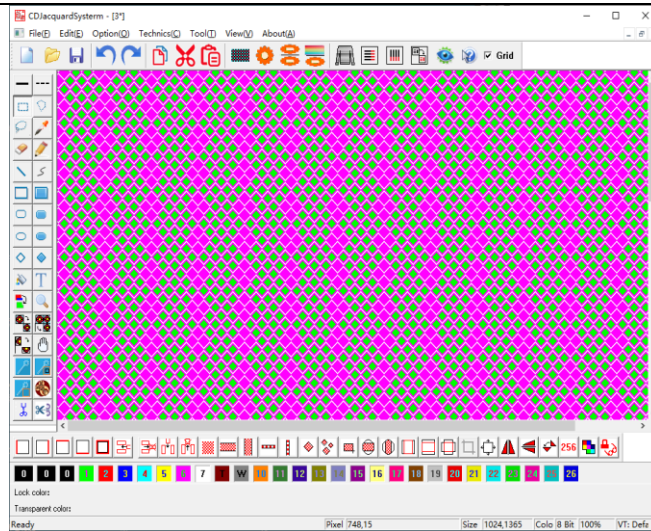 CDJacquardSysterm - [3*]
File(F) Edit(E) Option(O) Technics(C) Tool(T) View(V) About(A)
Grid
T
256
0 0 0 1 2 3 4 5 6 7 T W 10 11 12 13 14 15 16 17 18 19 20 21 22 23 24 25 26
Lock color:
Transparent color:
Ready Pixel 748,15 Size 1024,1365 Colo 8 Bit 100% VT: Defa